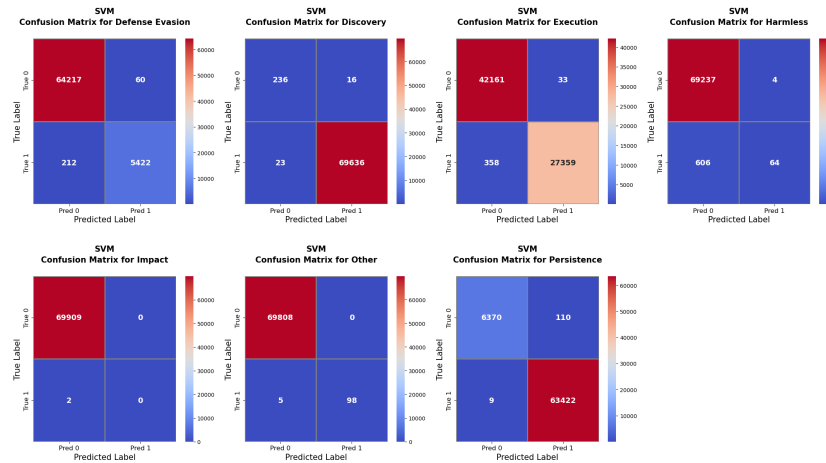 SVM
Confusion Matrix for Defense Evasion
True Label
True 0
True 1
64217
60
212
5422
Pred 0
Pred 1
Predicted Label
60000
50000
40000
30000
20000
10000
SVM
Confusion Matrix for Discovery
True Label
True 0
True 1
236
16
23
69636
Pred 0
Pred 1
Predicted Label
60000
50000
40000
30000
20000
10000
SVM
Confusion Matrix for Execution
True Label
True 0
True 1
42161
33
358
27359
Pred 0
Pred 1
Predicted Label
40000
35000
30000
25000
20000
15000
10000
5000
SVM
Confusion Matrix for Harmless
True Label
True 0
True 1
69237
4
606
64
Pred 0
Pred 1
Predicted Label
SVM
Confusion Matrix for Impact
True Label
True 0
True 1
69909
0
2
0
Pred 0
Pred 1
Predicted Label
60000
50000
40000
30000
20000
10000
0
SVM
Confusion Matrix for Other
True Label
True 0
True 1
69808
0
5
98
Pred 0
Pred 1
Predicted Label
60000
50000
40000
30000
20000
10000
0
SVM
Confusion Matrix for Persistence
True Label
True 0
True 1
6370
110
9
63422
Pred 0
Pred 1
Predicted Label
60000
50000
40000
30000
20000
10000